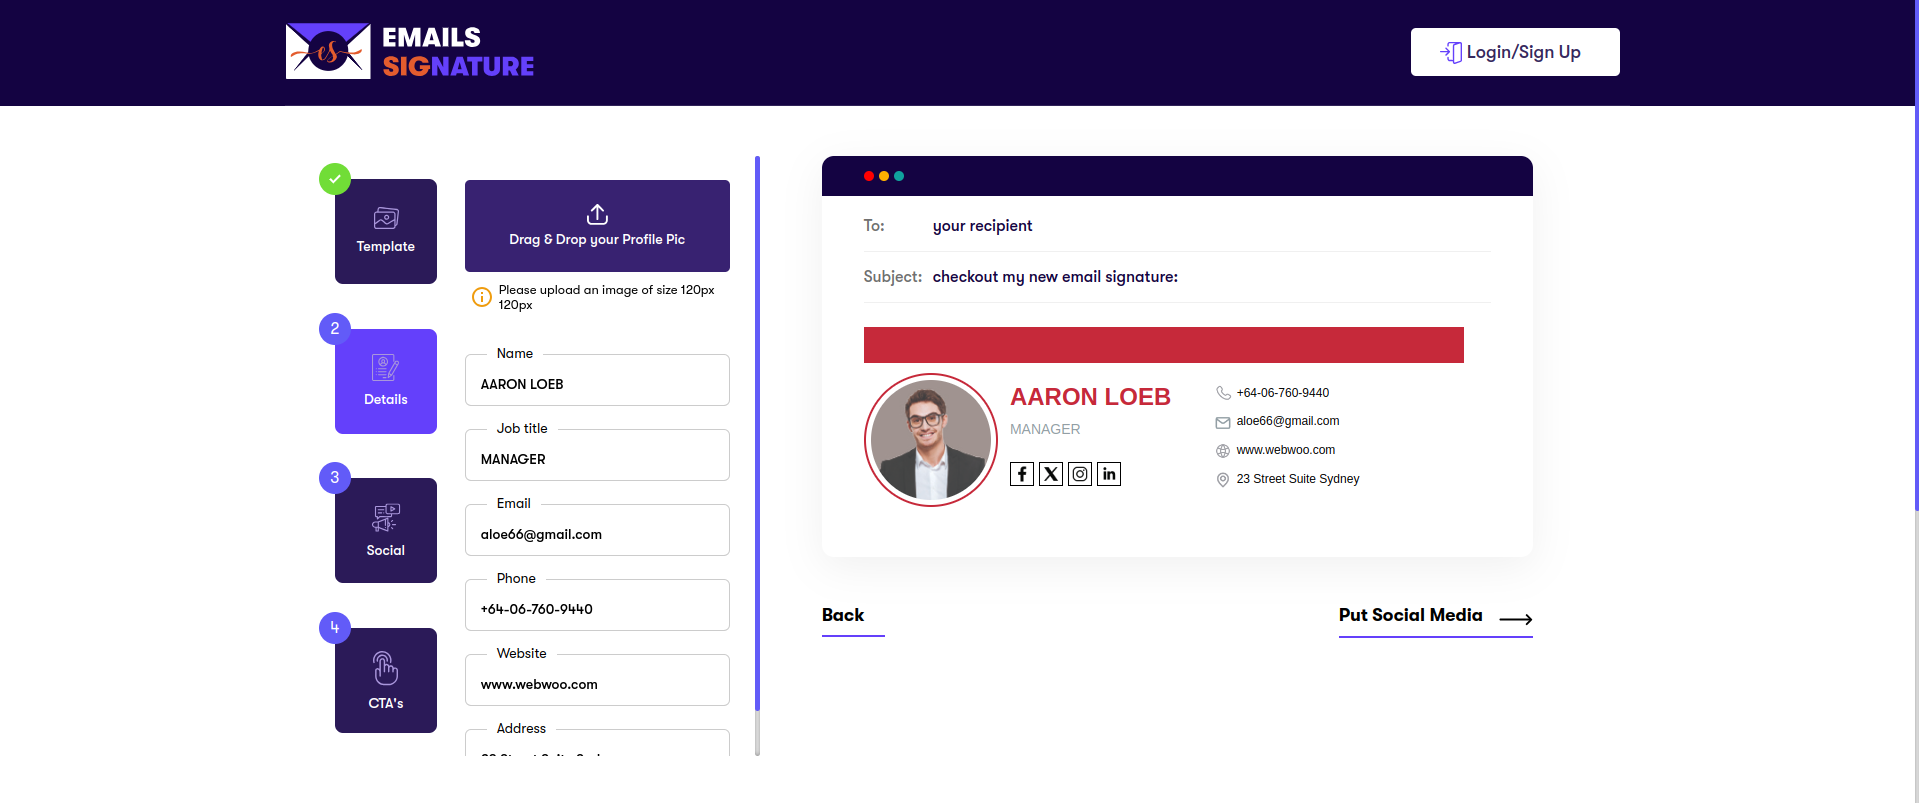 EMAILS
SIGNATURE
Login/Sign Up
Template
2
Details
3
Social
4
CTA's
Drag & Drop your Profile Pic
Please upload an image of size 120px
120px
Name
AARON LOEB
Job title
MANAGER
Email
aloe66@gmail.com
Phone
+64-06-760-9440
Website
www.webwoo.com
Address
To: your recipient
Subject: checkout my new email signature:
AARON LOEB
MANAGER
+64-06-760-9440
aloe66@gmail.com
www.webwoo.com
23 Street Suite Sydney
Back
Put Social Media